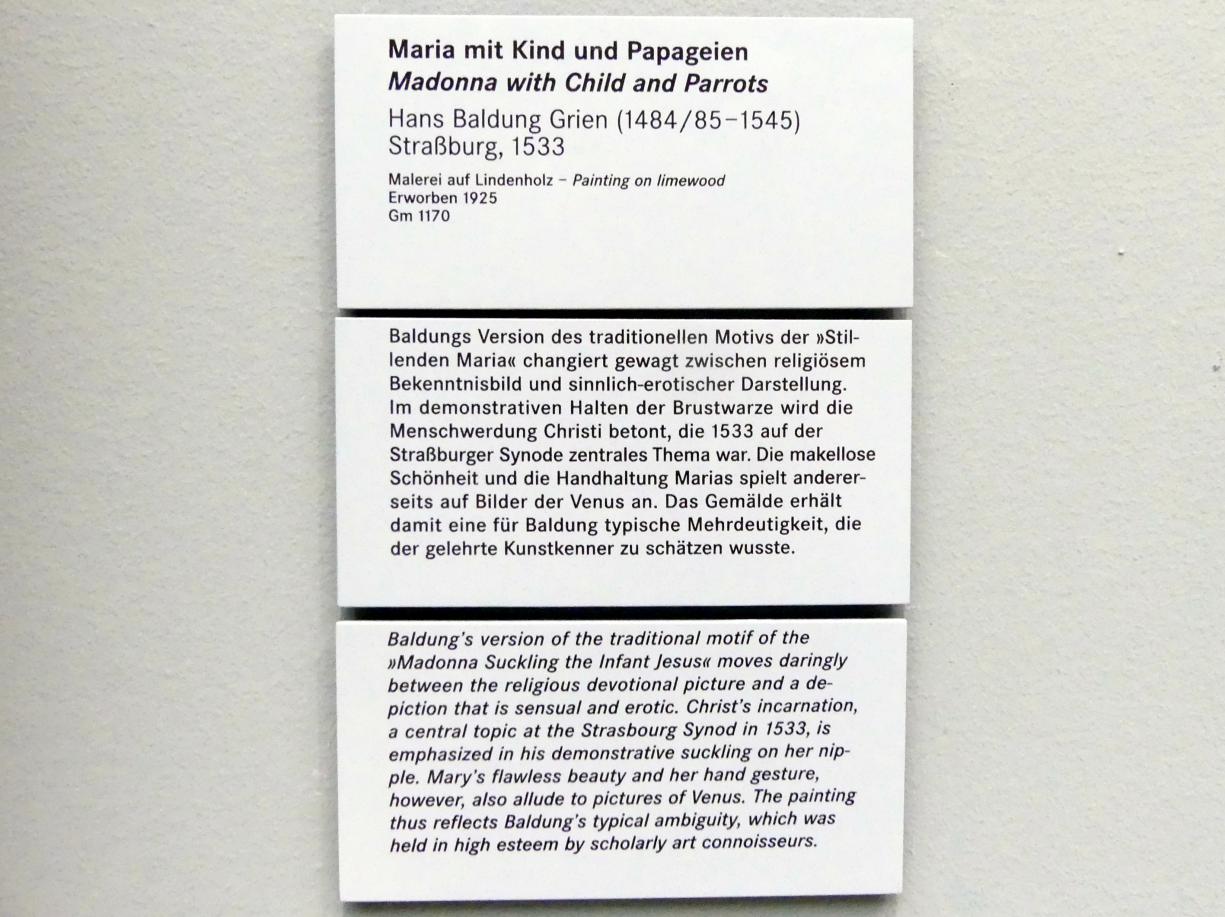 Maria mit Kind und Papageien
Madonna with Child and Parrots
Hans Baldung Grien (1484/85–1545)
Straßburg, 1533
Malerei auf Lindenholz – Painting on limewood
Erworben 1925
Gm 1170
Baldungs Version des traditionellen Motivs der »Stil-
lenden Maria« changiert gewagt zwischen religiösem
Bekenntnisbild und sinnlich-erotischer Darstellung.
Im demonstrativen Halten der Brustwarze wird die
Menschwerdung Christi betont, die 1533 auf der
Straßburger Synode zentrales Thema war. Die makellose
Schönheit und die Handhaltung Marias spielt anderer-
seits auf Bilder der Venus an. Das Gemälde erhält
damit eine für Baldung typische Mehrdeutigkeit, die
der gelehrte Kunstkenner zu schätzen wusste.
Baldung's version of the traditional motif of the
»Madonna Suckling the Infant Jesus« moves daringly
between the religious devotional picture and a de-
piction that is sensual and erotic. Christ's incarnation,
a central topic at the Strasbourg Synod in 1533, is
emphasized in his demonstrative suckling on her nip-
ple. Mary's flawless beauty and her hand gesture,
however, also allude to pictures of Venus. The painting
thus reflects Baldung's typical ambiguity, which was
held in high esteem by scholarly art connoisseurs.